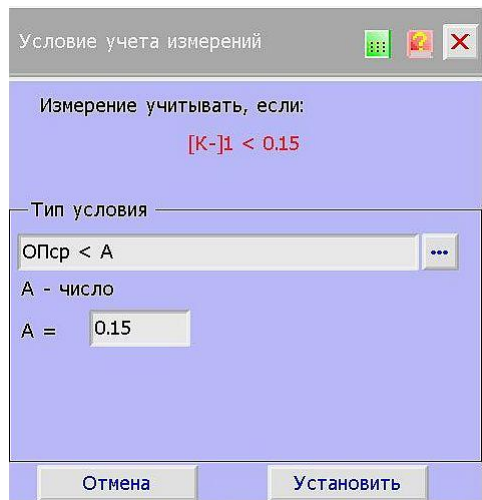 Условие учета измерений
Измерение учитывать, если:
[K-]1 < 0.15
Тип условия
ОПср < A
...
A - число
A =
0.15
Отмена
Установить